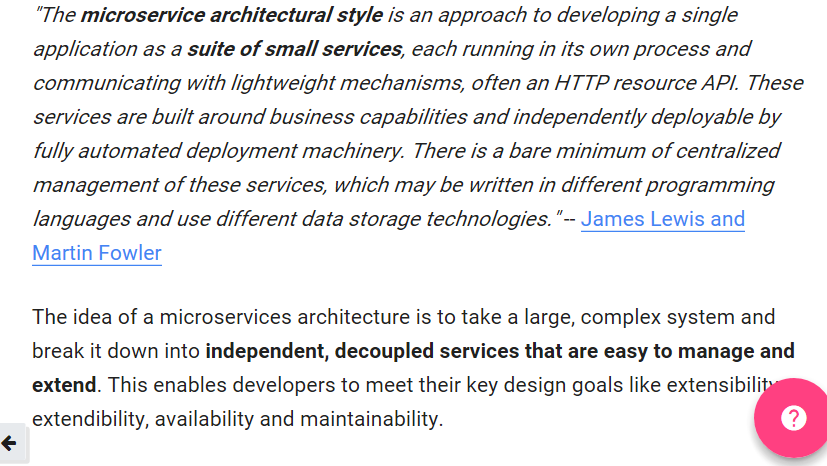 "The microservice architectural style is an approach to developing a single
application as a suite of small services, each running in its own process and
communicating with lightweight mechanisms, often an HTTP resource API. These
services are built around business capabilities and independently deployable by
fully automated deployment machinery. There is a bare minimum of centralized
management of these services, which may be written in different programming
languages and use different data storage technologies." -- James Lewis and
Martin Fowler
The idea of a microservices architecture is to take a large, complex system and
break it down into independent, decoupled services that are easy to manage and
extend. This enables developers to meet their key design goals like extensibility
extendibility, availability and maintainability.
?